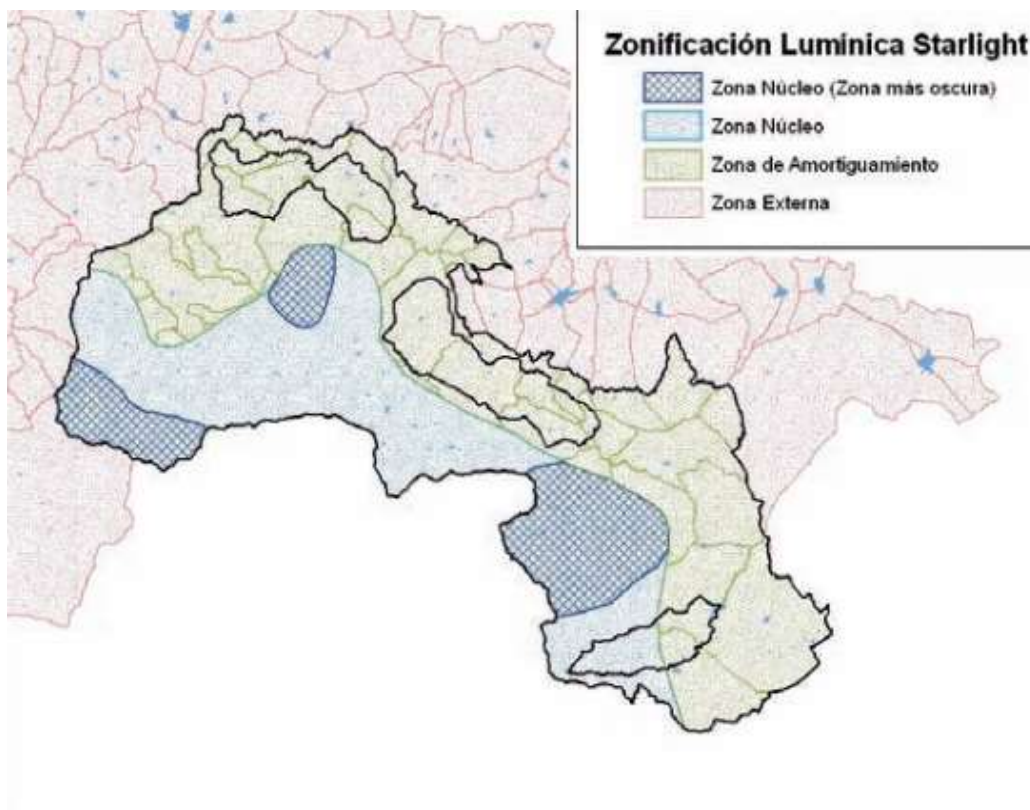 Zonificación Lumínica Starlight
Zona Núcleo (Zona más oscura)
Zona Núcleo
Zona de Amortiguamiento
Zona Externa